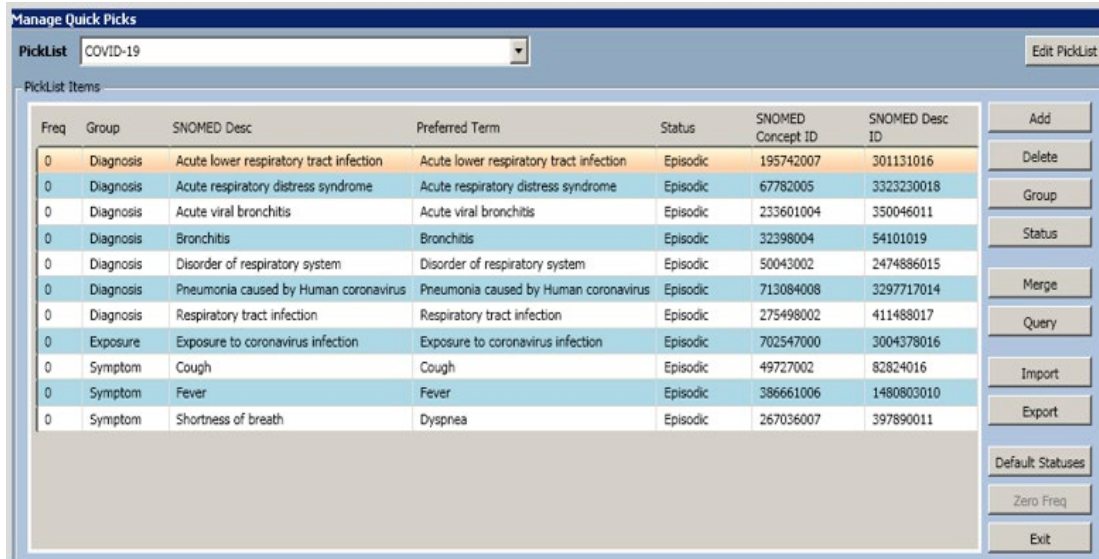 Manage Quick Picks
PickList COVID-19 Edit PickList
PickList Items
Freq Group SNOMED Desc Preferred Term Status SNOMED Concept ID SNOMED Desc ID
0 Diagnosis Acute lower respiratory tract infection Acute lower respiratory tract infection Episodic 195742007 301131016
0 Diagnosis Acute respiratory distress syndrome Acute respiratory distress syndrome Episodic 67782005 3323230018
0 Diagnosis Acute viral bronchitis Acute viral bronchitis Episodic 233601004 350046011
0 Diagnosis Bronchitis Bronchitis Episodic 32398004 54101019
0 Diagnosis Disorder of respiratory system Disorder of respiratory system Episodic 50043002 2474886015
0 Diagnosis Pneumonia caused by Human coronavirus Pneumonia caused by Human coronavirus Episodic 713084008 3297717014
0 Diagnosis Respiratory tract infection Respiratory tract infection Episodic 275498002 411488017
0 Exposure Exposure to coronavirus infection Exposure to coronavirus infection Episodic 702547000 3004378016
0 Symptom Cough Cough Episodic 49727002 82824016
0 Symptom Fever Fever Episodic 386661006 1480803010
0 Symptom Shortness of breath Dyspnea Episodic 267036007 397890011
Add
Delete
Group
Status
Merge
Query
Import
Export
Default Statuses
Zero Freq
Exit